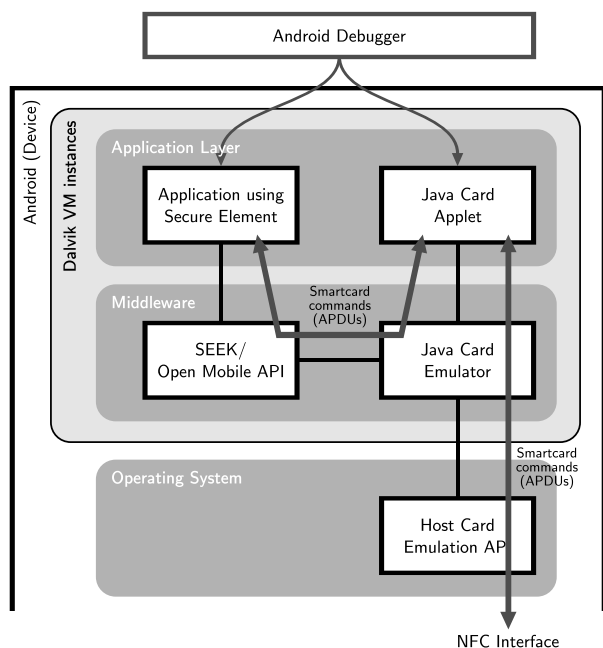 Android Debugger
Android (Device)
Dalvik VM instances
Application Layer
Application using
Secure Element
Java Card
Applet
Smartcard
commands
(APDUs)
Middleware
SEEK/
Open Mobile API
Java Card
Emulator
Smartcard
commands
(APDUs)
Operating System
Host Card
Emulation AP
NFC Interface